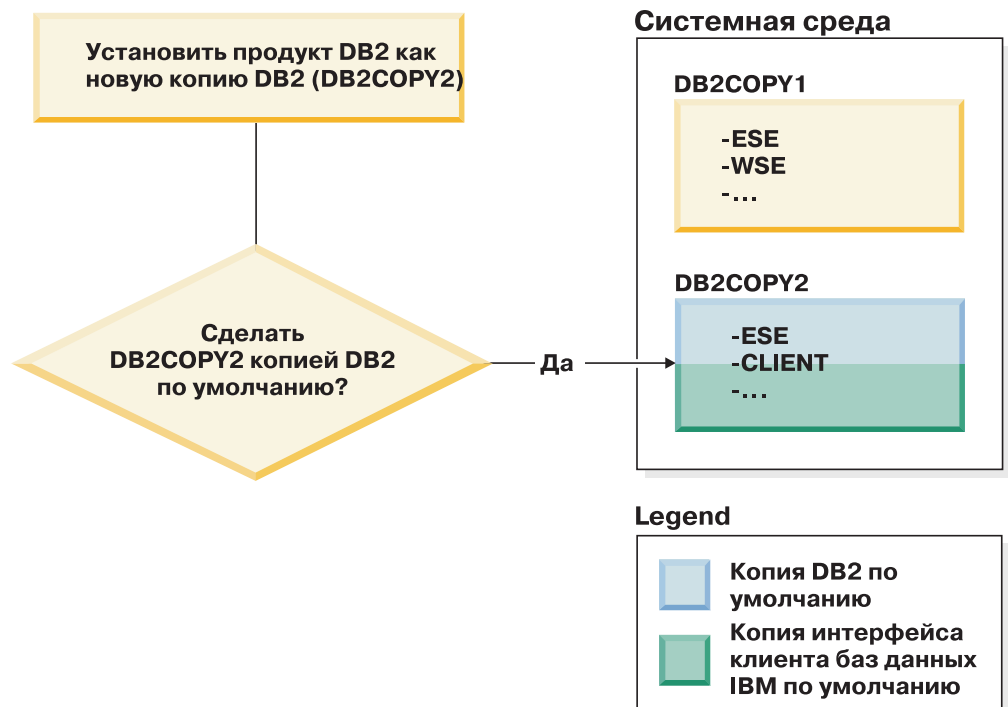 Установить продукт DB2 как
новую копию DB2 (DB2COPY2)
Сделать
DB2COPY2 копией DB2
по умолчанию?
Да
Системная среда
DB2COPY1
-ESE
-WSE
-...
DB2COPY2
-ESE
-CLIENT
-...
Legend
Копия DB2 по
умолчанию
Копия интерфейса
клиента баз данных
IBM по умолчанию